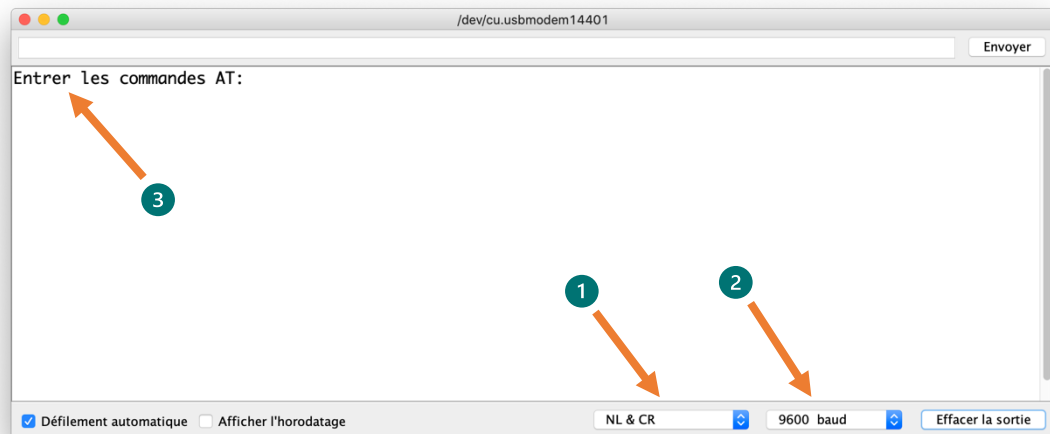 /dev/cu.usbmodem14401
Envoyer
Entrer les commandes AT:
3
1
2
Défilement automatique Afficher l'horodatage NL & CR 9600 baud Effacer la sortie